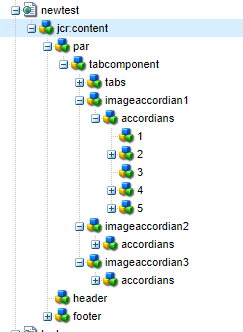 newtest
jcr:content
par
tabcomponent
tabs
imageaccordian1
accordians
1
2
3
4
5
imageaccordian2
accordians
imageaccordian3
accordians
header
footer